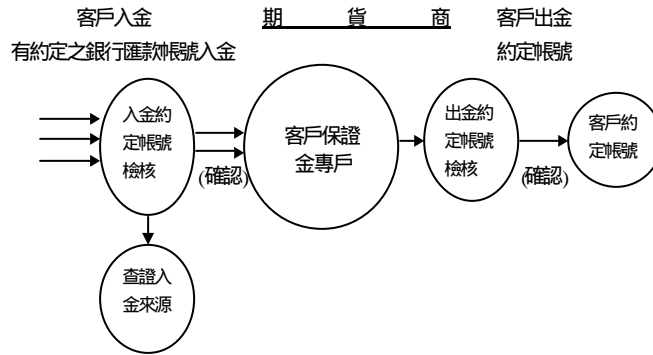 客戶入金
期 貨 商
客戶出金
有約定之銀行匯款帳號入金
約定帳號
入金約
定帳號
檢核
(確認)
客戶保證
金專戶
出金約
定帳號
檢核
(確認)
客戶約
定帳號
查證入
金來源